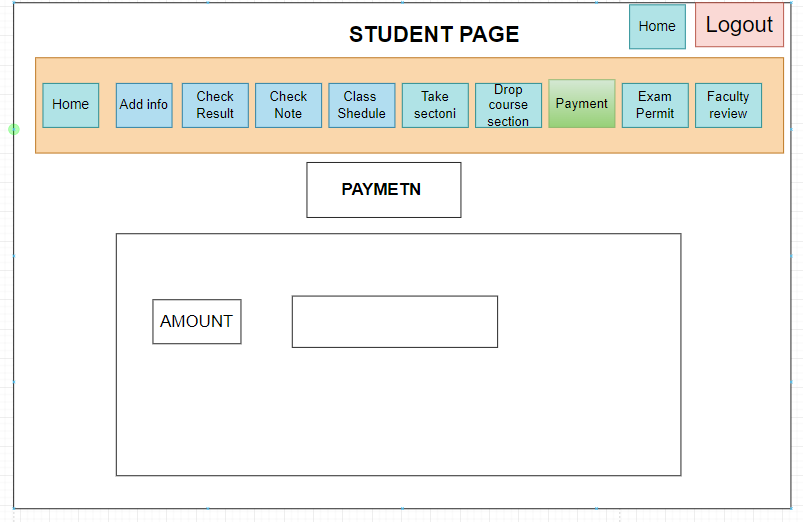 STUDENT PAGE
Home
Logout
Home
Add info
Check
Result
Check
Note
Class
Shedule
Take
sectoni
Drop
course
section
Payment
Exam
Permit
Faculty
review
PAYMETN
AMOUNT